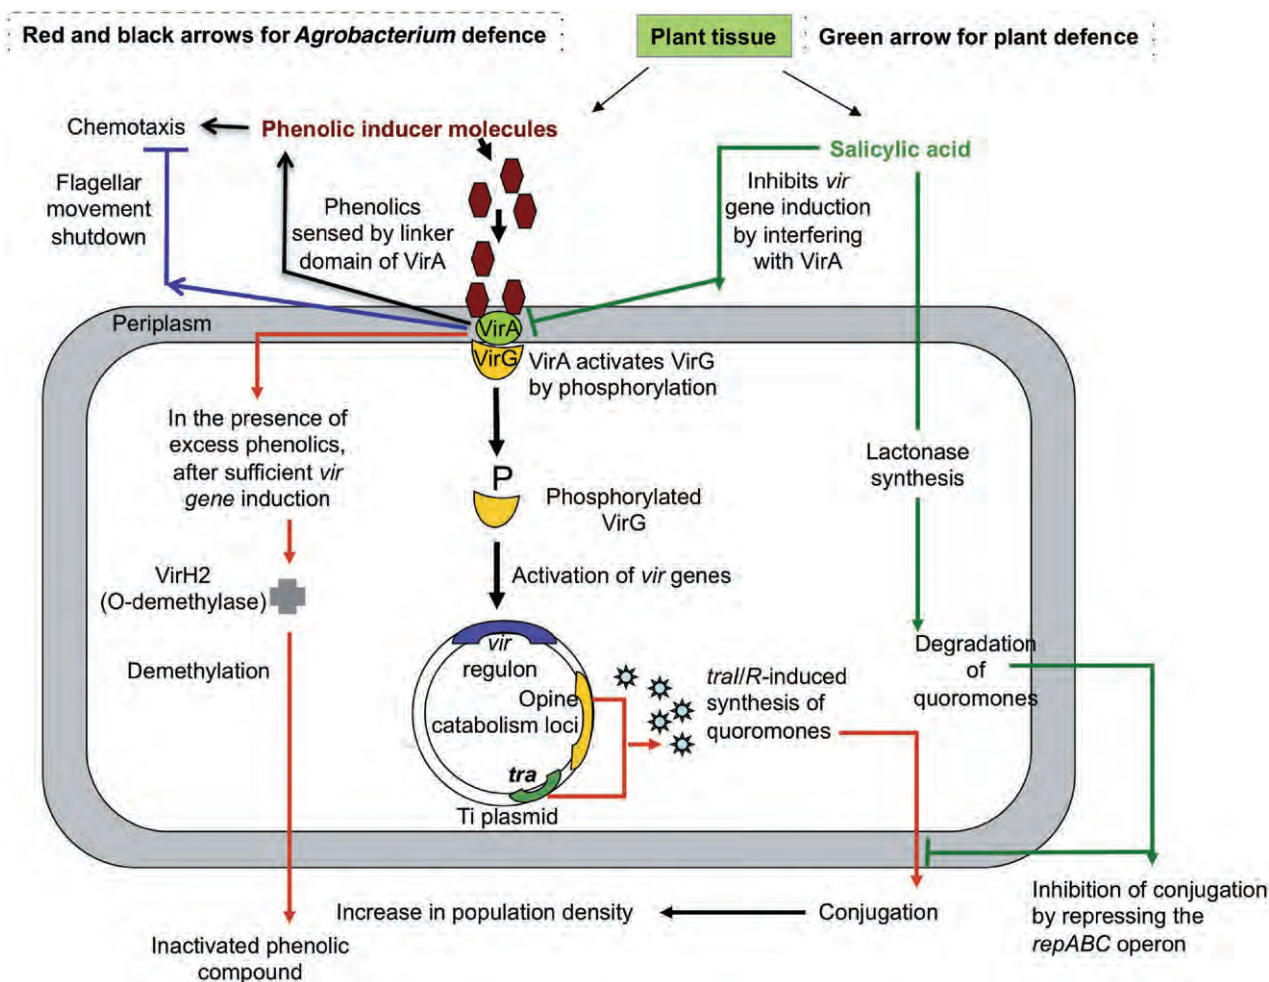 Red and black arrows for Agrobacterium defence
Plant tissue
Green arrow for plant defence
Chemotaxis
Phenolic inducer molecules
Salicylic acid
Flagellar
movement
shutdown
Phenolics
sensed by linker
domain of VirA
Inhibits vir
gene induction
by interfering
with VirA
Periplasm
VirA
VirG
VirA activates VirG
by phosphorylation
In the presence of
excess phenolics,
after sufficient vir
gene induction
P
Phosphorylated
VirG
Lactonase
synthesis
VirH2
(O-demethylase)
Activation of vir genes
Demethylation
vir
regulon
Opine
catabolism loci
tra
Ti plasmid
traI/R-induced
synthesis of
quoromones
Degradation
of
quoromones
Increase in population density
Conjugation
Inhibition of conjugation
by repressing the
repABC operon
Inactivated phenolic
compound